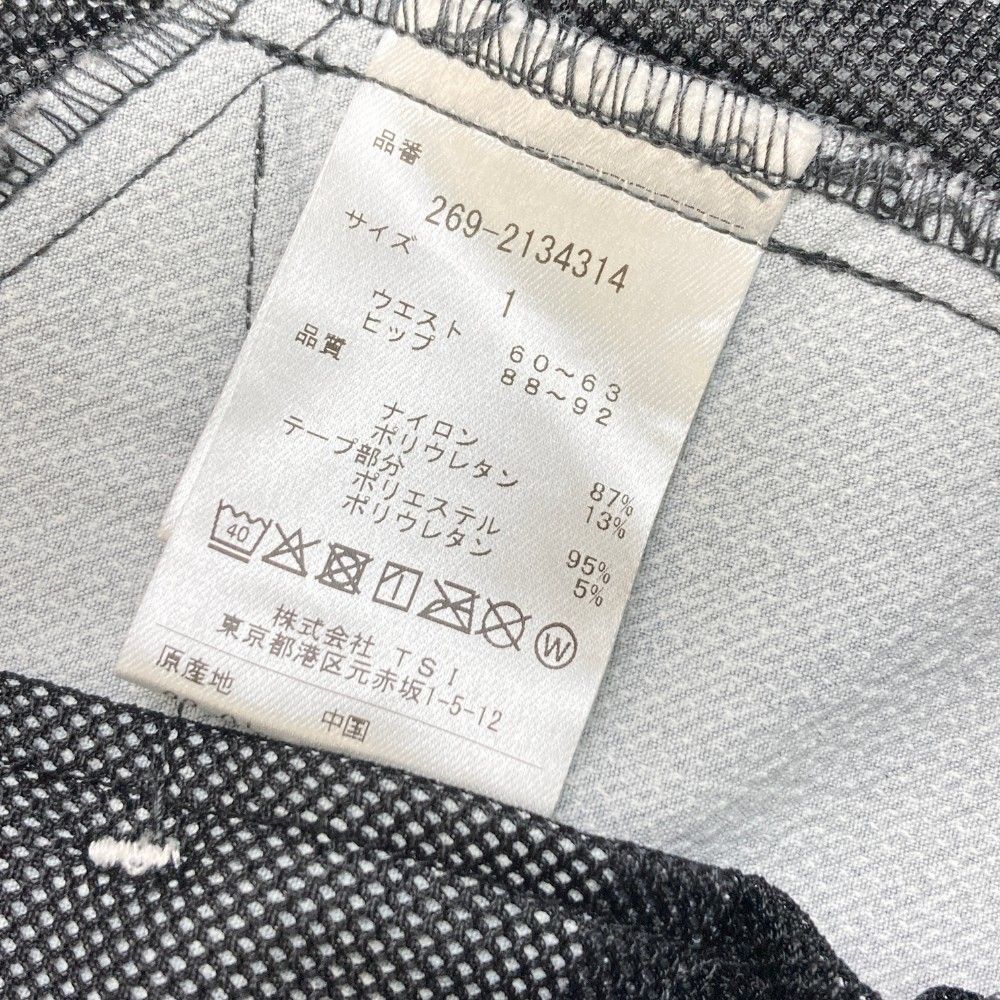 品番
269-2134314
サイズ
1
ウエスト 60～63
ヒップ 88～92
品質
ナイロン 87%
ポリウレタン 13%
テープ部分
ポリエステル 95%
ポリウレタン 5%
40
W
株式会社 TSI
東京都港区元赤坂1-5-12
原産地
中国